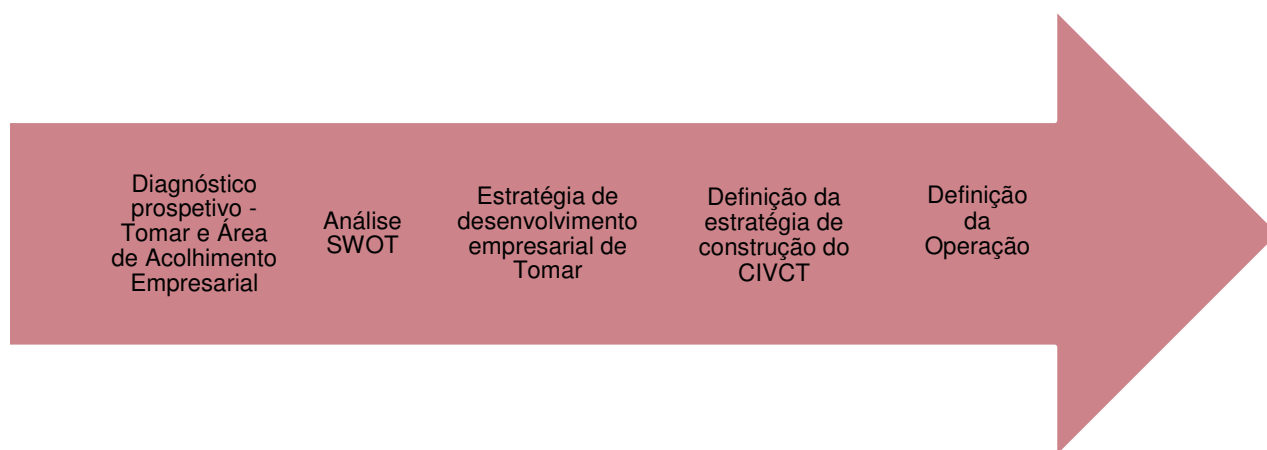 Diagnóstico
prospetivo -
Tomar e Área
de Acolhimento
Empresarial
Análise
SWOT
Estratégia de
desenvolvimento
empresarial de
Tomar
Definição da
estratégia de
construção do
CIVCT
Definição
da
Operação